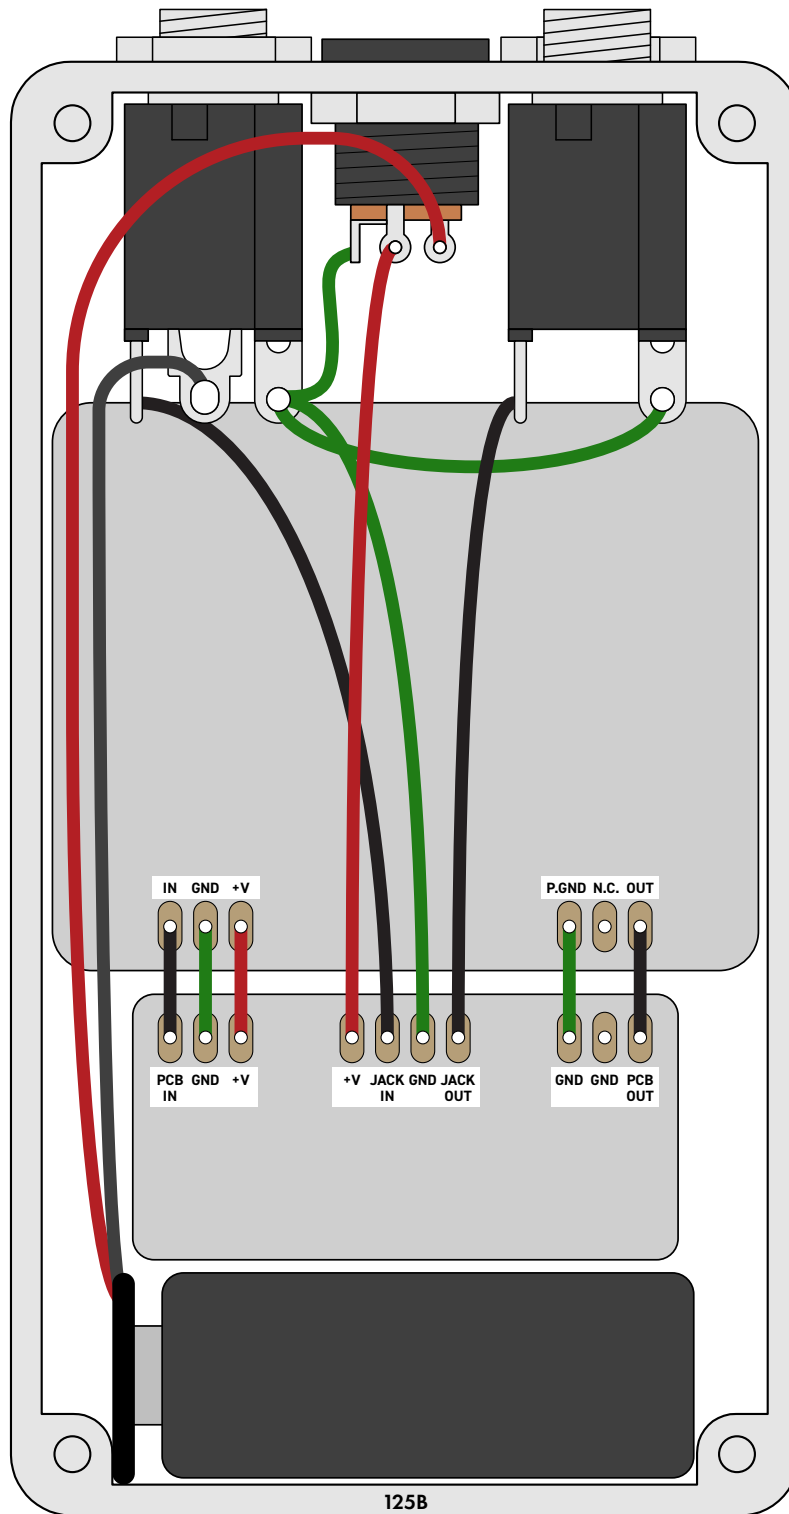 IN GND +V
P.GND N.C. OUT
PCB IN GND +V
+V JACK IN GND JACK OUT
GND GND PCB OUT
125B